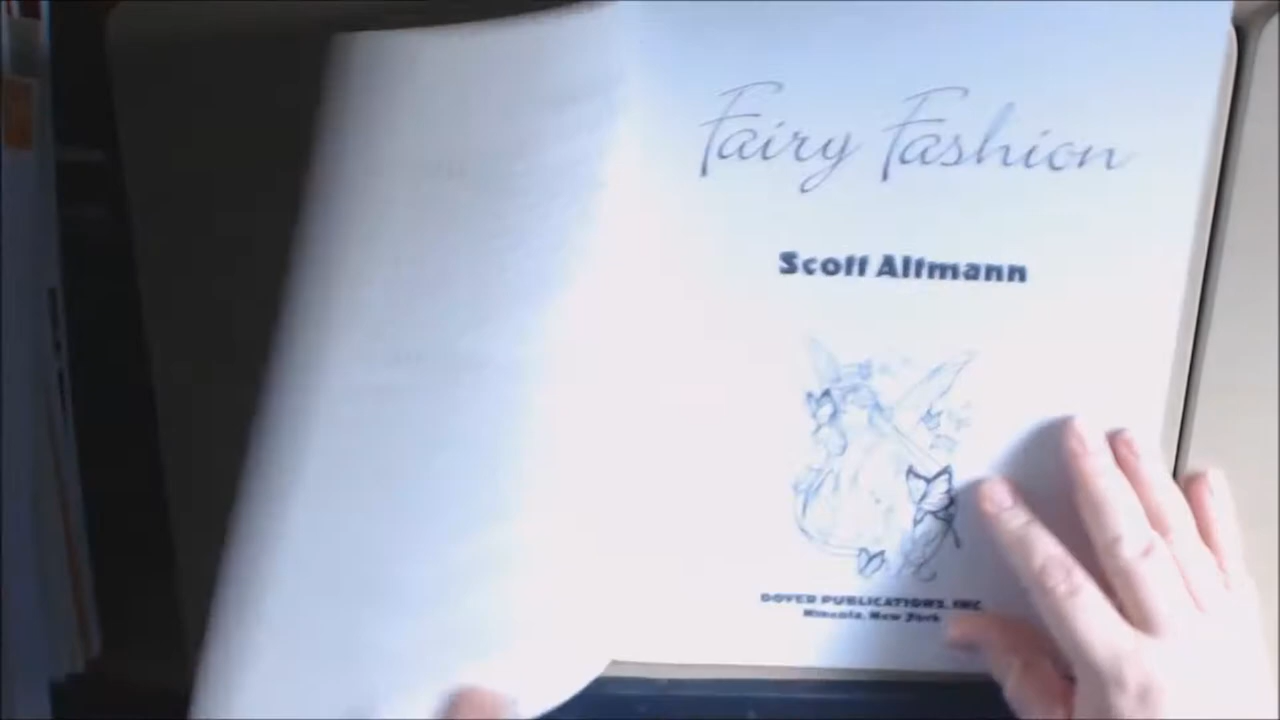 Fairy Fashion
Scott Altmann
DOVER PUBLICATIONS, INC.
Mineola, New York